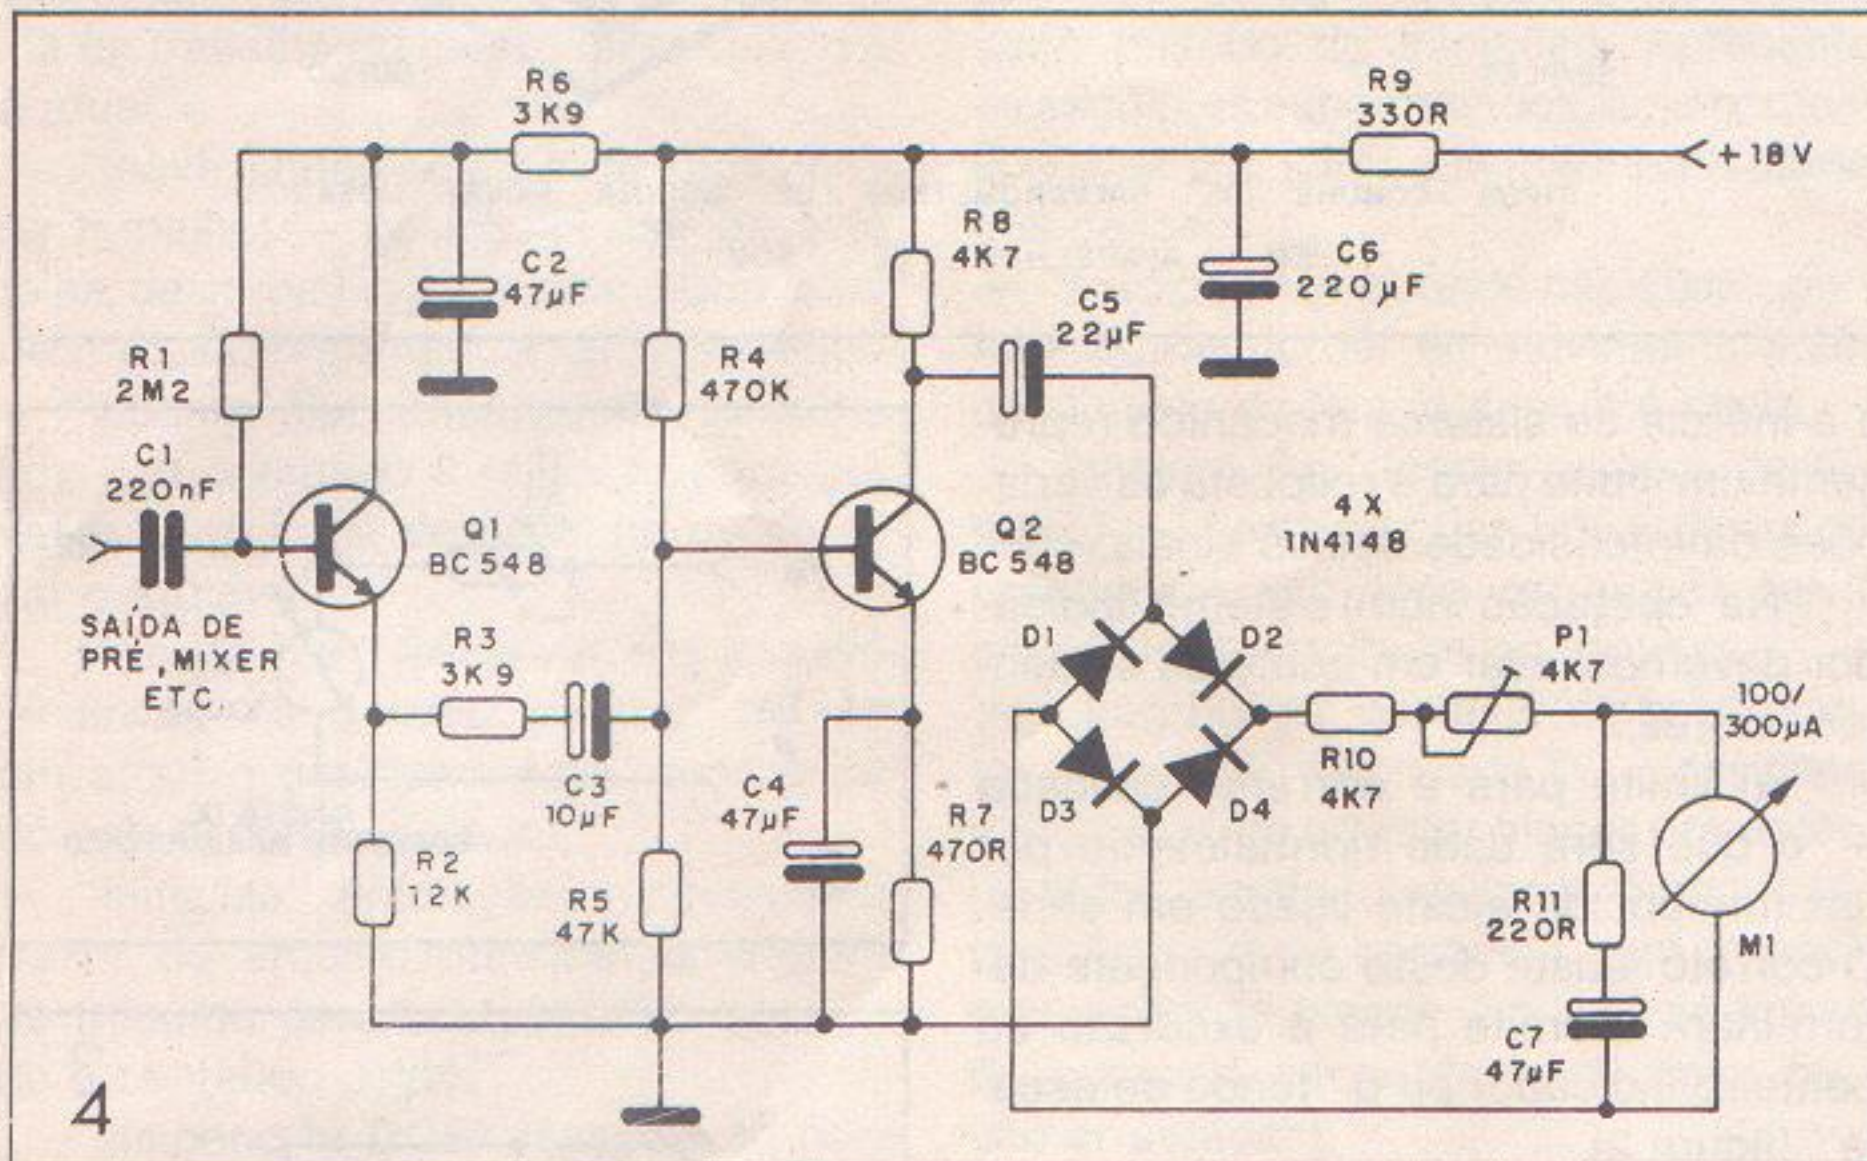 R6
3K9
R9
330R
+18V
R8
4K7
C2
47µF
C6
220µF
C5
22µF
R1
2M2
R4
470K
C1
220nF
Q1
BC548
Q2
BC548
4X
1N4148
SAÍDA DE
PRÉ, MIXER
ETC.
R3
3K9
D1
D2
P1
4K7
100/
300µA
C3
10µF
C4
47µF
R7
470R
D3
D4
R10
4K7
R2
12K
R5
47K
R11
220R
M1
C7
47µF
4